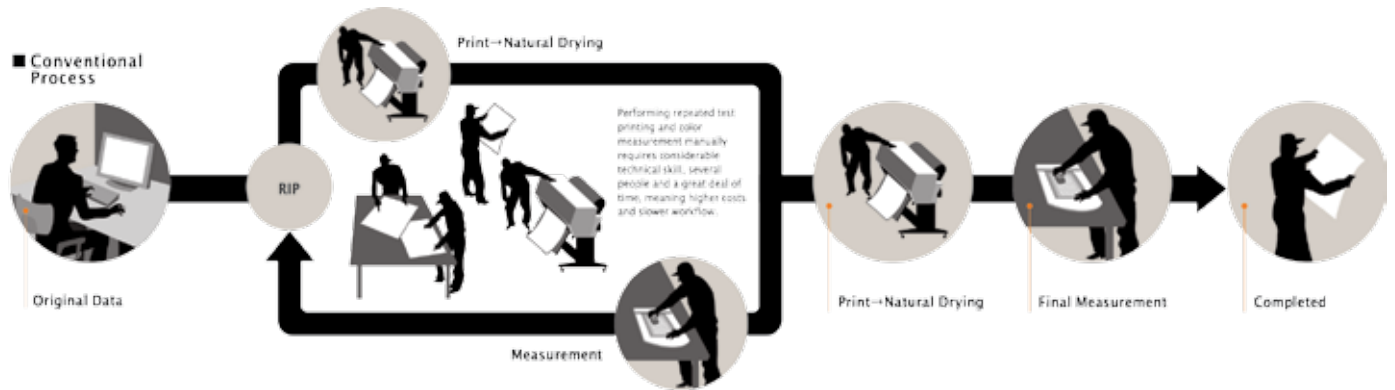 ■ Conventional
Process
Print→Natural Drying
Performing repeated test
printing and color
measurement manually
requires considerable
technical skill, several
people and a great deal of
time, meaning higher costs
and slower workflow.
RIP
Original Data
Measurement
Print→Natural Drying
Final Measurement
Completed